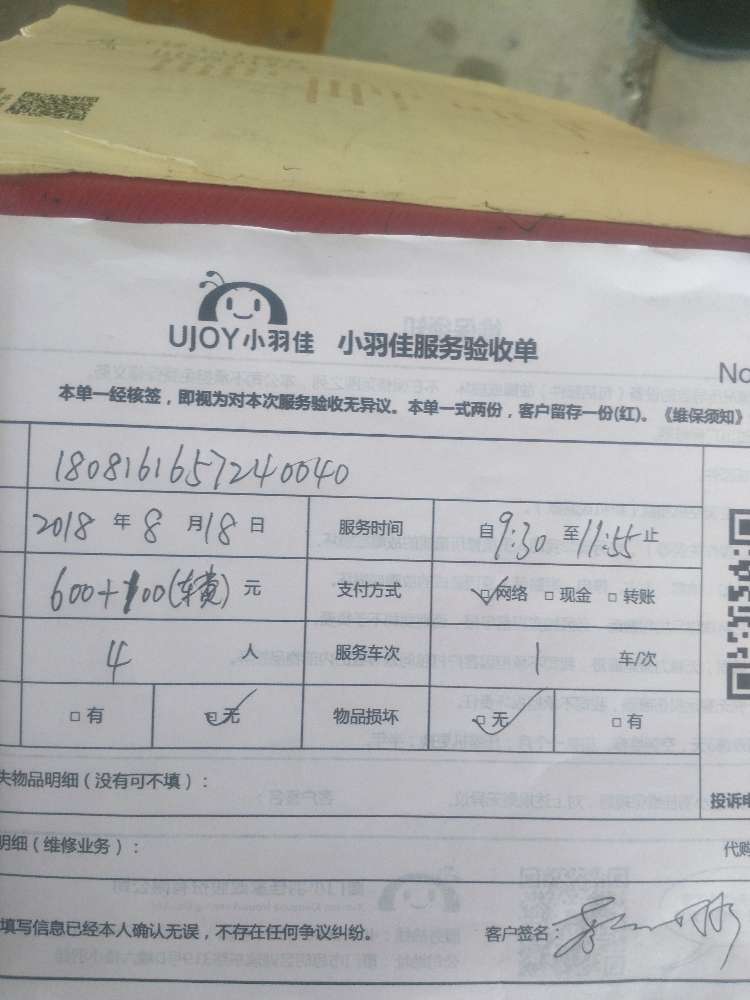 UJOY小羽佳 小羽佳服务验收单
No
本单一经核签，即视为对本次服务验收无异议。本单一式两份，客户留存一份(红)。《维保须知》
1808161657240040
2018 年 8 月 18 日 服务时间 自 9:30 至 11:55 止
600+100(车费) 元 支付方式 ☑网络 □现金 □转账
4 人 服务车次 1 车/次
□有 ☑无 物品损坏 ☑无 □有
失物品明细（没有可不填）：
投诉电
明细（维修业务）：
代购
填写信息已经本人确认无误，不存在任何争议纠纷。 客户签名：